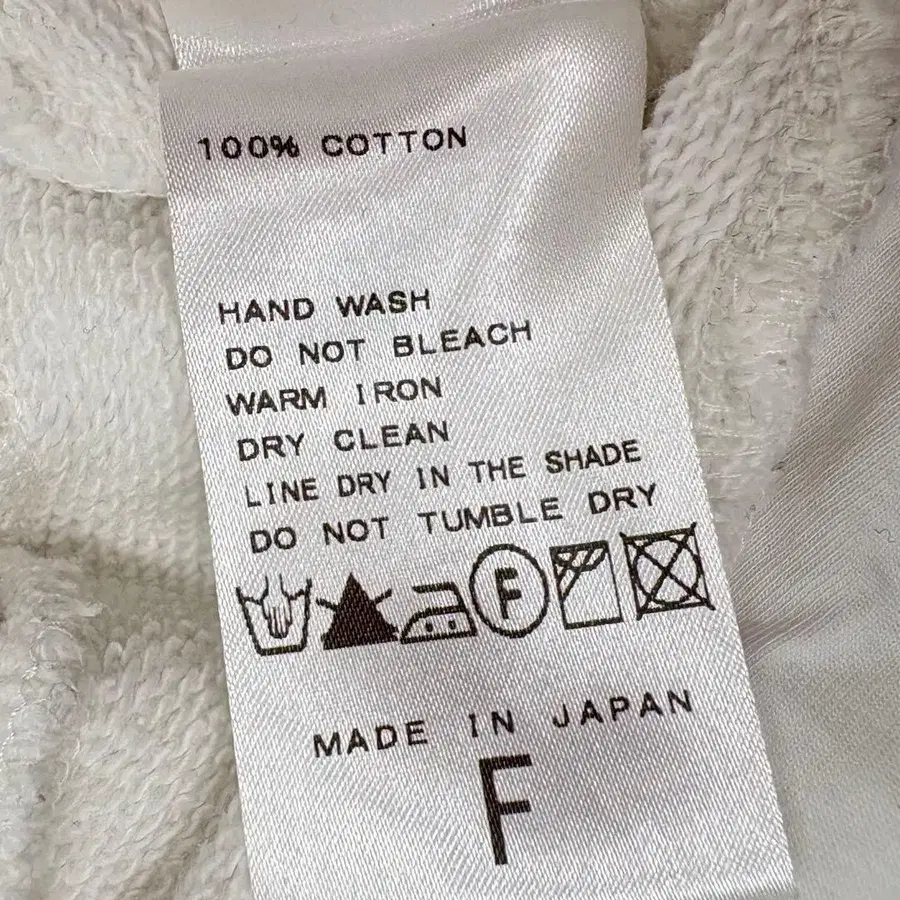 100% COTTON
HAND WASH
DO NOT BLEACH
WARM IRON
DRY CLEAN
LINE DRY IN THE SHADE
DO NOT TUMBLE DRY
F
MADE IN JAPAN
F